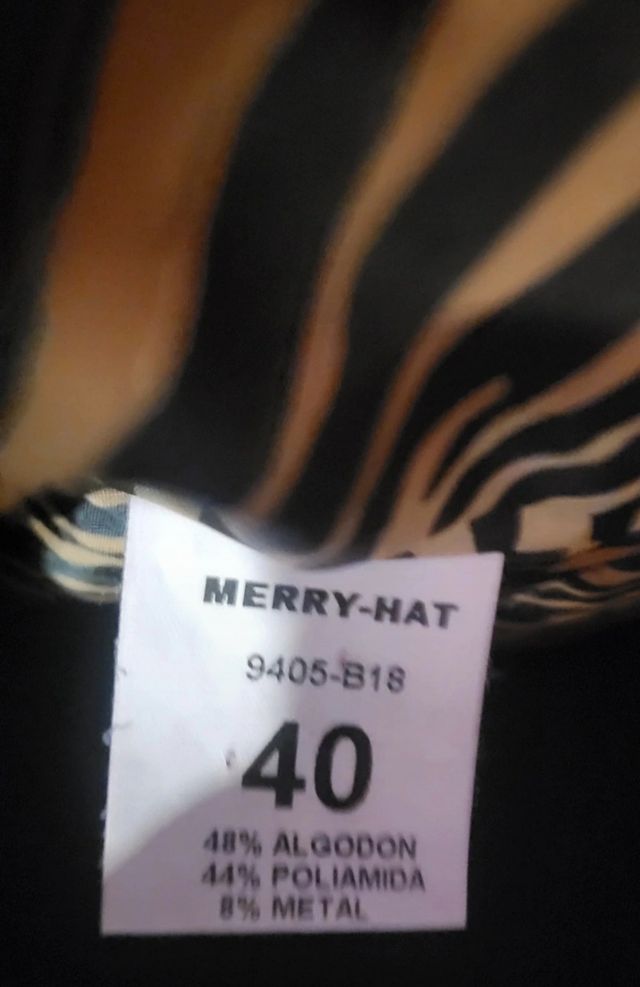 MERRY-HAT
9405-B18
40
48% ALGODON
44% POLIAMIDA
8% METAL